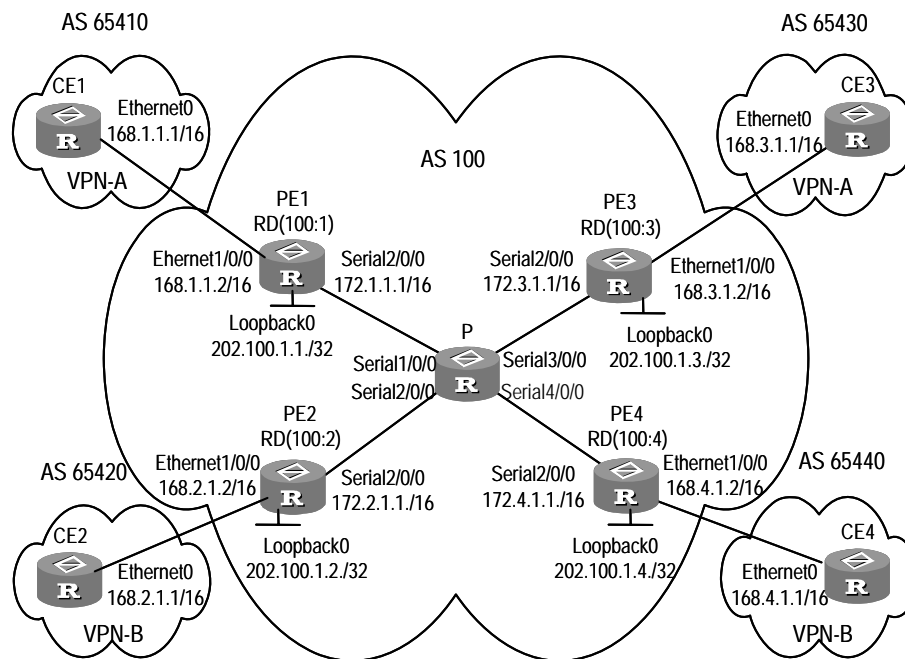 AS 65410
AS 65430
CE1
Ethernet0
168.1.1.1/16
R
VPN-A
CE3
Ethernet0
168.3.1.1/16
R
VPN-A
AS 100
PE1
RD(100:1)
Ehernet1/0/0
168.1.1.2/16
R
Serial2/0/0
172.1.1.1/16
Loopback0
202.100.1.1./32
PE3
RD(100:3)
Serial2/0/0
172.3.1.1/16
R
Ethernet1/0/0
168.3.1.2/16
Loopback0
202.100.1.3./32
P
Serial1/0/0
Serial2/0/0
R
Serial3/0/0
Serial4/0/0
AS 65420
PE2
RD(100:2)
Ethernet1/0/0
168.2.1.2/16
R
Serial2/0/0
172.2.1.1./16
Loopback0
202.100.1.2./32
PE4
RD(100:4)
Serial2/0/0
172.4.1.1./16
R
Ethernet1/0/0
168.4.1.2/16
Loopback0
202.100.1.4./32
AS 65440
CE2
Ethernet0
168.2.1.1/16
R
VPN-B
CE4
Ethernet0
168.4.1.1/16
R
VPN-B